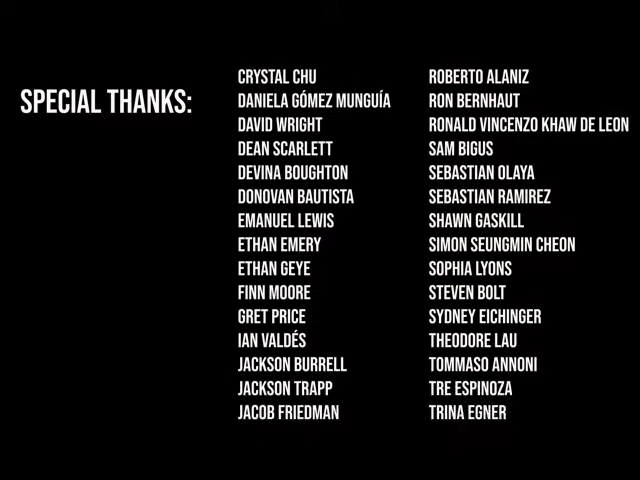 SPECIAL THANKS:
CRYSTAL CHU
DANIELA GÓMEZ MUNGUÍA
DAVID WRIGHT
DEAN SCARLETT
DEVINA BOUGHTON
DONOVAN BAUTISTA
EMANUEL LEWIS
ETHAN EMERY
ETHAN GEYE
FINN MOORE
GRET PRICE
IAN VALDÉS
JACKSON BURRELL
JACKSON TRAPP
JACOB FRIEDMAN
ROBERTO ALANIZ
RON BERNHAUT
RONALD VINCENZO KHAW DE LEON
SAM BIGUS
SEBASTIAN OLAYA
SEBASTIAN RAMIREZ
SHAWN GASKILL
SIMON SEUNGMIN CHEON
SOPHIA LYONS
STEVEN BOLT
SYDNEY EICHINGER
THEODORE LAU
TOMMASO ANNONI
TRE ESPINOZA
TRINA EGNER